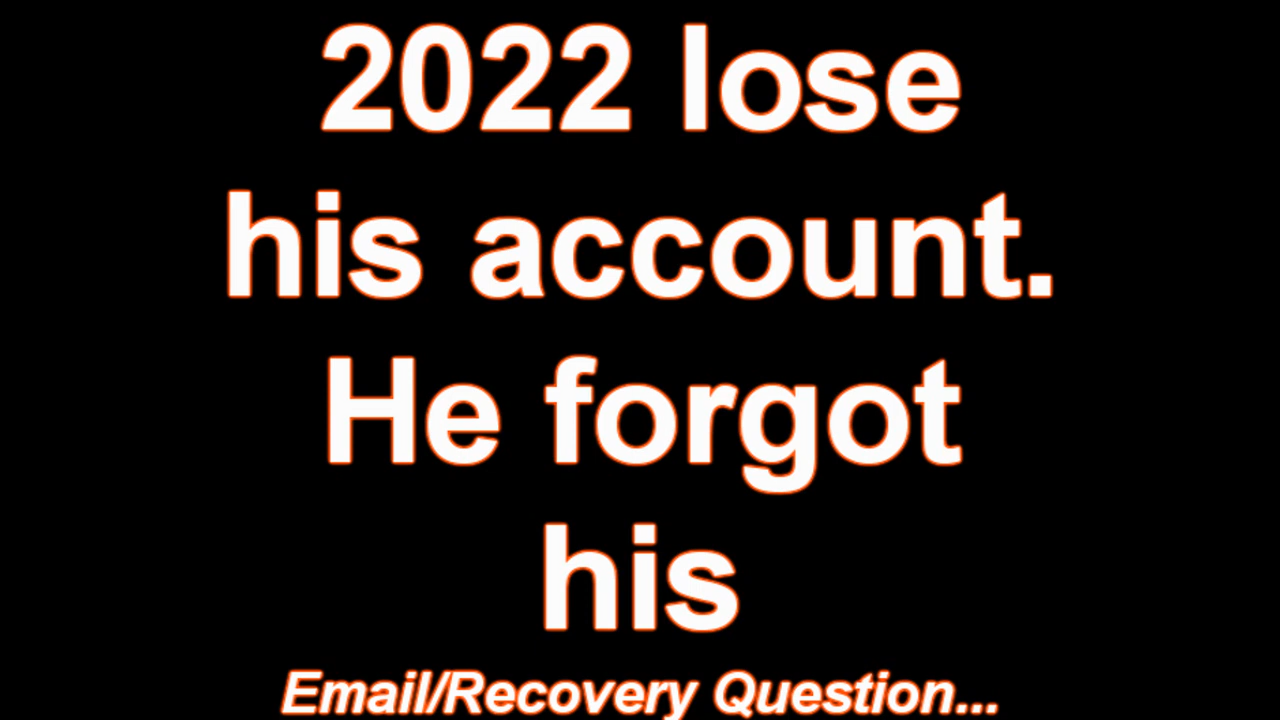 2022 lose
his account.
He forgot
his
Email/Recovery Question...